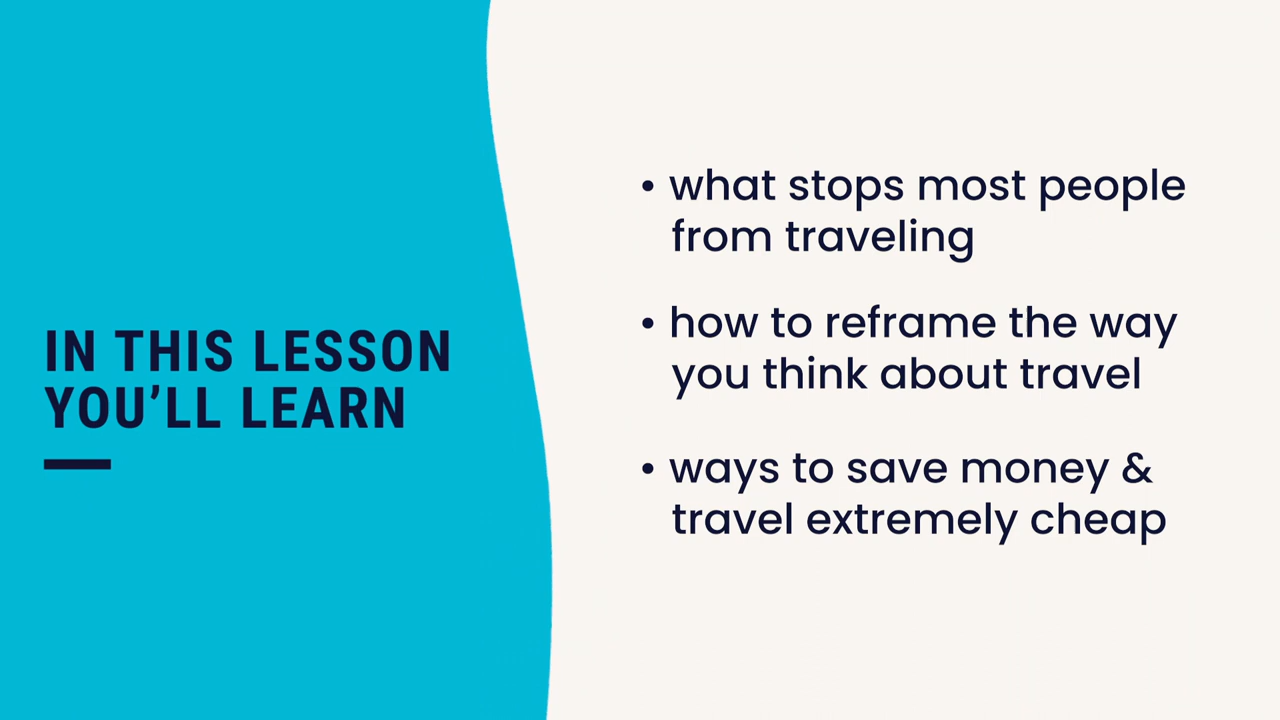 IN THIS LESSON
YOU’LL LEARN
• what stops most people
from traveling
• how to reframe the way
you think about travel
• ways to save money &
travel extremely cheap